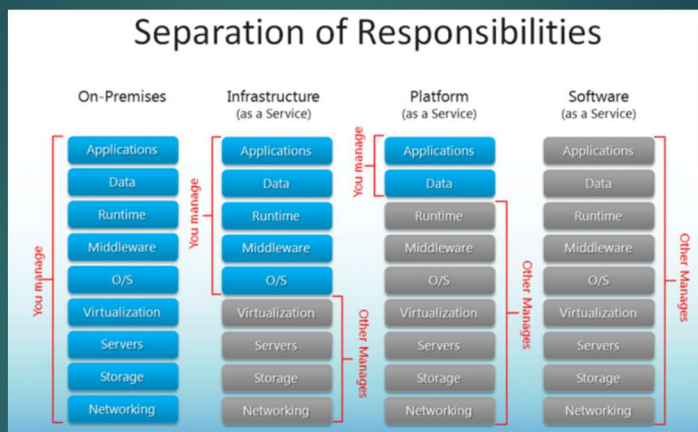 Separation of Responsibilities
On-Premises
You manage
Applications
Data
Runtime
Middleware
O/S
Virtualization
Servers
Storage
Networking
Infrastructure
(as a Service)
You manage
Applications
Data
Runtime
Middleware
O/S
Virtualization
Servers
Storage
Networking
Other Manages
Platform
(as a Service)
You manage
Applications
Data
Runtime
Middleware
O/S
Virtualization
Servers
Storage
Networking
Other Manages
Software
(as a Service)
Applications
Data
Runtime
Middleware
O/S
Virtualization
Servers
Storage
Networking
Other Manages